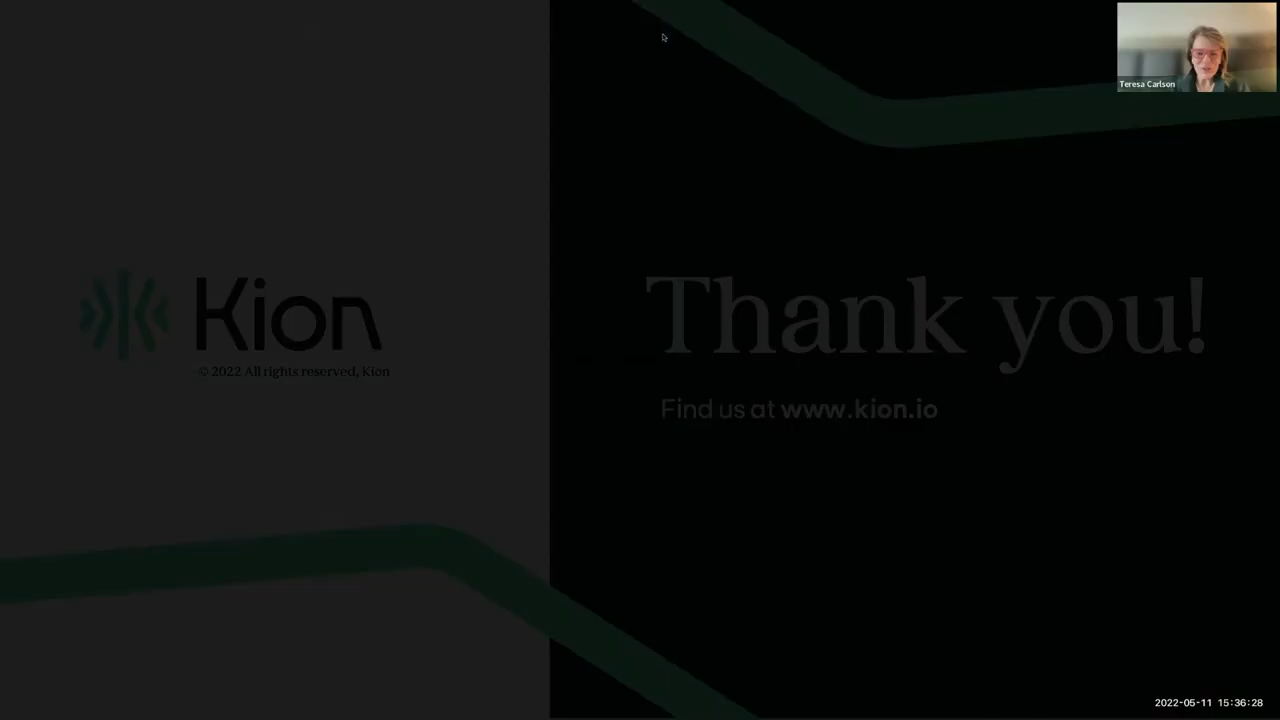 Teresa Carlson
Kion
© 2022 All rights reserved, Kion
Thank you!
Find us at www.kion.io
2022-05-11 15:36:28